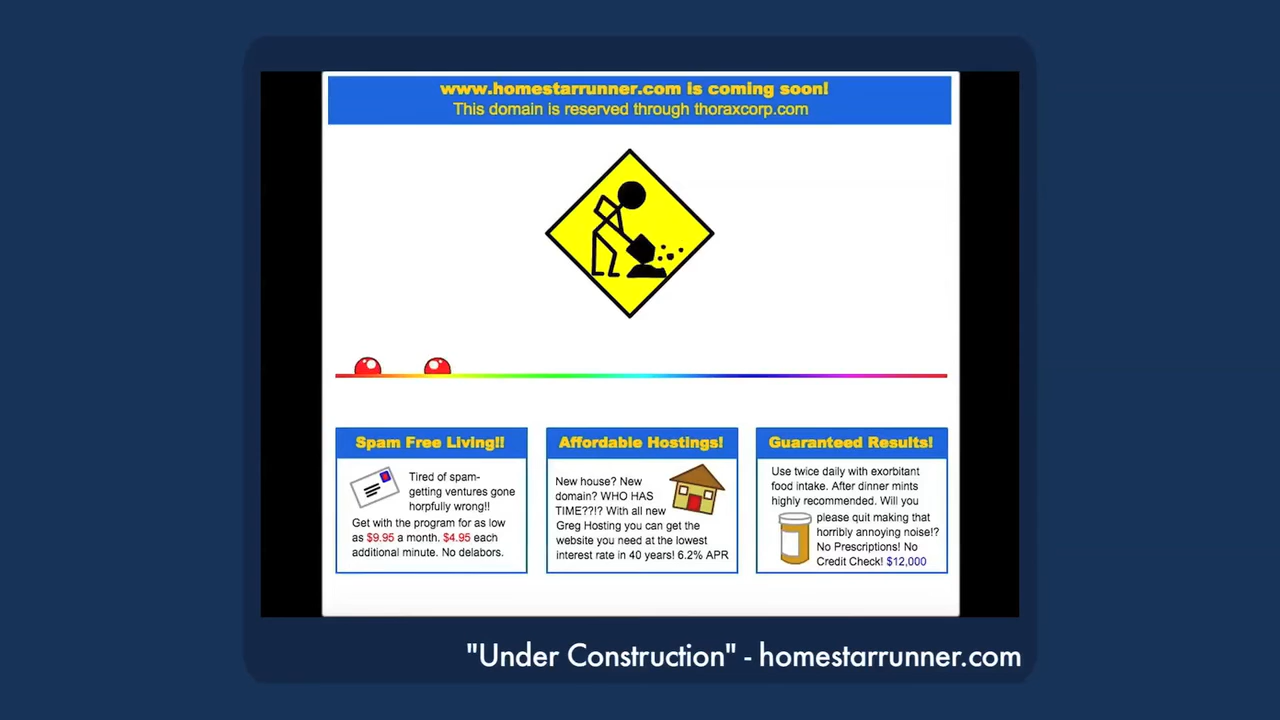 www.homestarrunner.com is coming soon!
This domain is reserved through thoraxcorp.com
Spam Free Living!!
Tired of spam-
getting ventures gone
horpfully wrong!!
Get with the program for as low
as $9.95 a month. $4.95 each
additional minute. No delabors.
Affordable Hostings!
New house? New
domain? WHO HAS
TIME??!? With all new
Greg Hosting you can get the
website you need at the lowest
interest rate in 40 years! 6.2% APR
Guaranteed Results!
Use twice daily with exorbitant
food intake. After dinner mints
highly recommended. Will you
please quit making that
horribly annoying noise!?
No Prescriptions! No
Credit Check! $12,000
"Under Construction" - homestarrunner.com